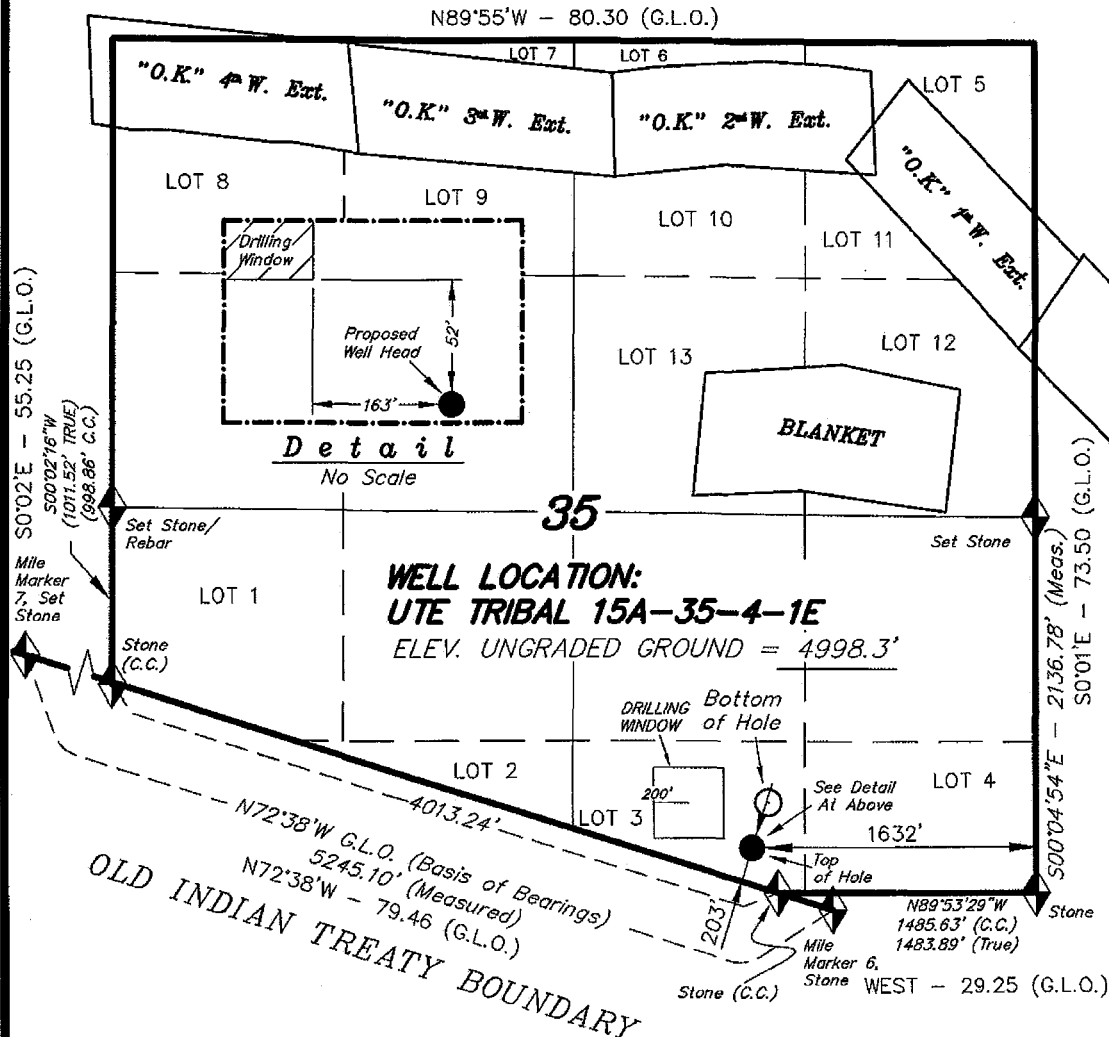 N89°55'W - 80.30 (G.L.O.)
LOT 7
LOT 6
LOT 5
"O.K." 4th W. Ext.
"O.K." 3rd W. Ext.
"O.K." 2nd W. Ext.
"O.K." 1st W. Ext.
LOT 8
LOT 9
LOT 10
LOT 11
Drilling
Window
Proposed
Well Head
52'
163'
Detail
No Scale
LOT 13
LOT 12
BLANKET
S0°02'E - 55.25 (G.L.O.)
S00°02'16"W
(1011.52' TRUE)
(998.86' C.C.)
S0°01'E - 73.50 (G.L.O.)
S00°04'54"E - 2136.78' (Meas.)
Set Stone/
Rebar
35
Set Stone
Mile
Marker
7, Set
Stone
LOT 1
WELL LOCATION:
UTE TRIBAL 15A-35-4-1E
ELEV. UNGRADED GROUND = 4998.3'
Stone
(C.C.)
DRILLING
WINDOW
Bottom
of Hole
200'
LOT 2
LOT 3
LOT 4
See Detail
At Above
1632'
Top
of Hole
4013.24'
N72°38'W G.L.O. (Basis of Bearings)
5245.10' (Measured)
N72°38'W - 79.46 (G.L.O.)
OLD INDIAN TREATY BOUNDARY
203'
N89°53'29"W
1485.63' (C.C.)
1483.89' (True)
Stone
Mile
Marker 6,
Stone
Stone (C.C.)
WEST - 29.25 (G.L.O.)